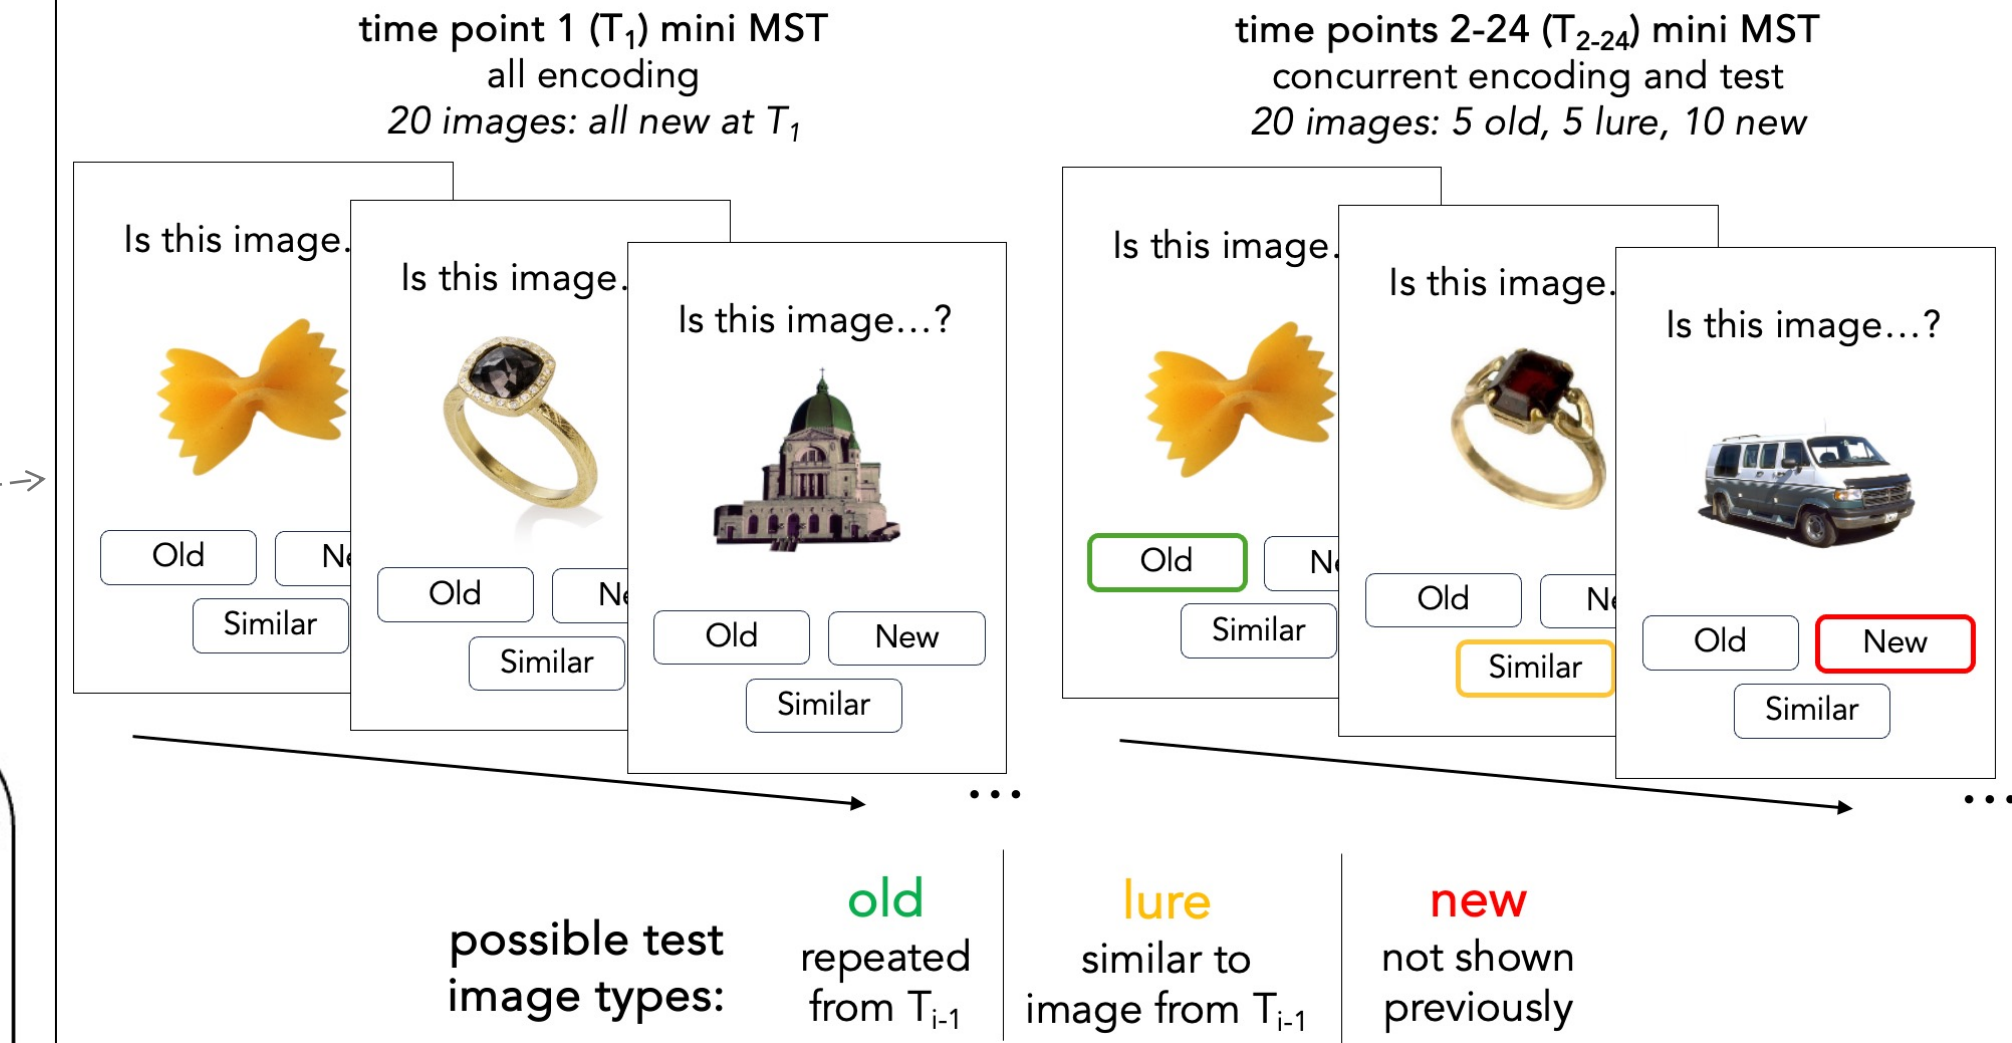 time point 1 (T1) mini MST
all encoding
20 images: all new at T1
Is this image.
Old
Ne
Similar
Is this image.
Old
Ne
Similar
Is this image...?
Old
New
Similar
...
time points 2-24 (T2-24) mini MST
concurrent encoding and test
20 images: 5 old, 5 lure, 10 new
Is this image.
Old
Ne
Similar
Is this image.
Old
Ne
Similar
Is this image...?
Old
New
Similar
...
possible test
image types:
old
repeated
from Ti-1
lure
similar to
image from Ti-1
new
not shown
previously